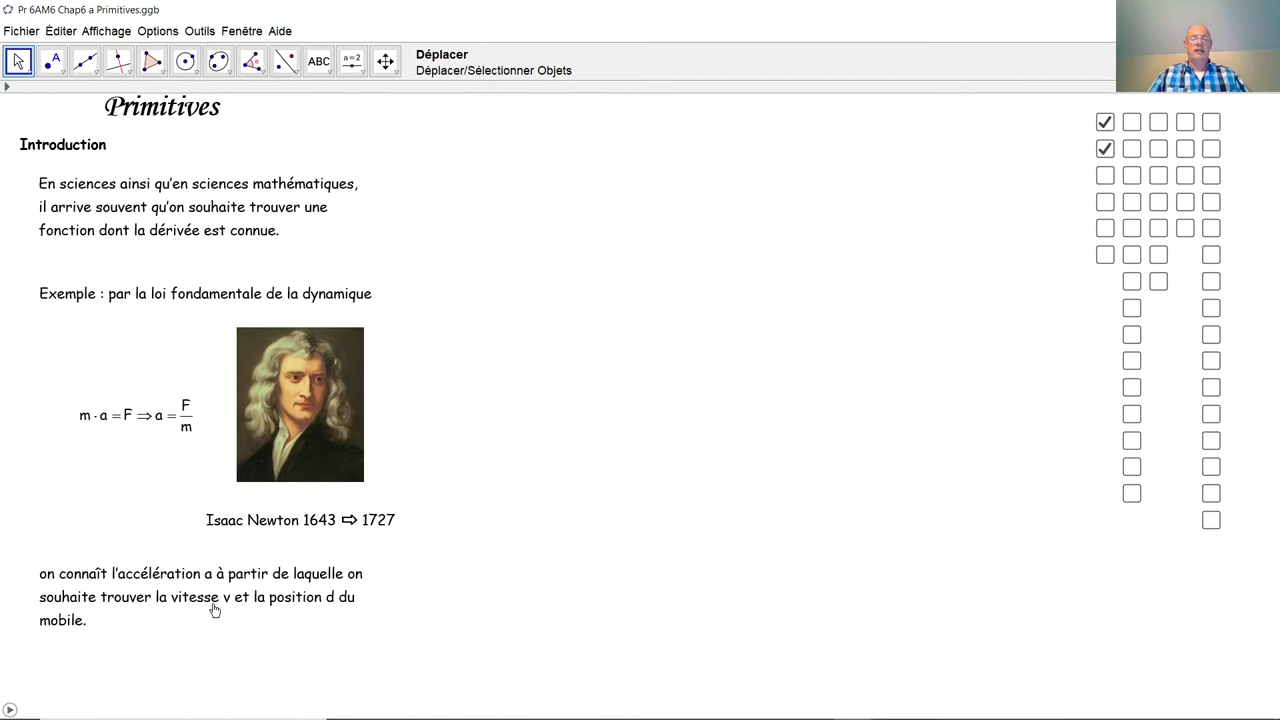 Pr 6AM6 Chap6 a Primitives.ggb
Fichier Éditer Affichage Options Outils Fenêtre Aide
A
ABC
a=2
Déplacer
Déplacer/Sélectionner Objets
Primitives
Introduction
En sciences ainsi qu'en sciences mathématiques,
il arrive souvent qu'on souhaite trouver une
fonction dont la dérivée est connue.
Exemple : par la loi fondamentale de la dynamique
m · a = F ⇒ a = F/m
Isaac Newton 1643 ⇨ 1727
on connaît l'accélération a à partir de laquelle on
souhaite trouver la vitesse v et la position d du
mobile.